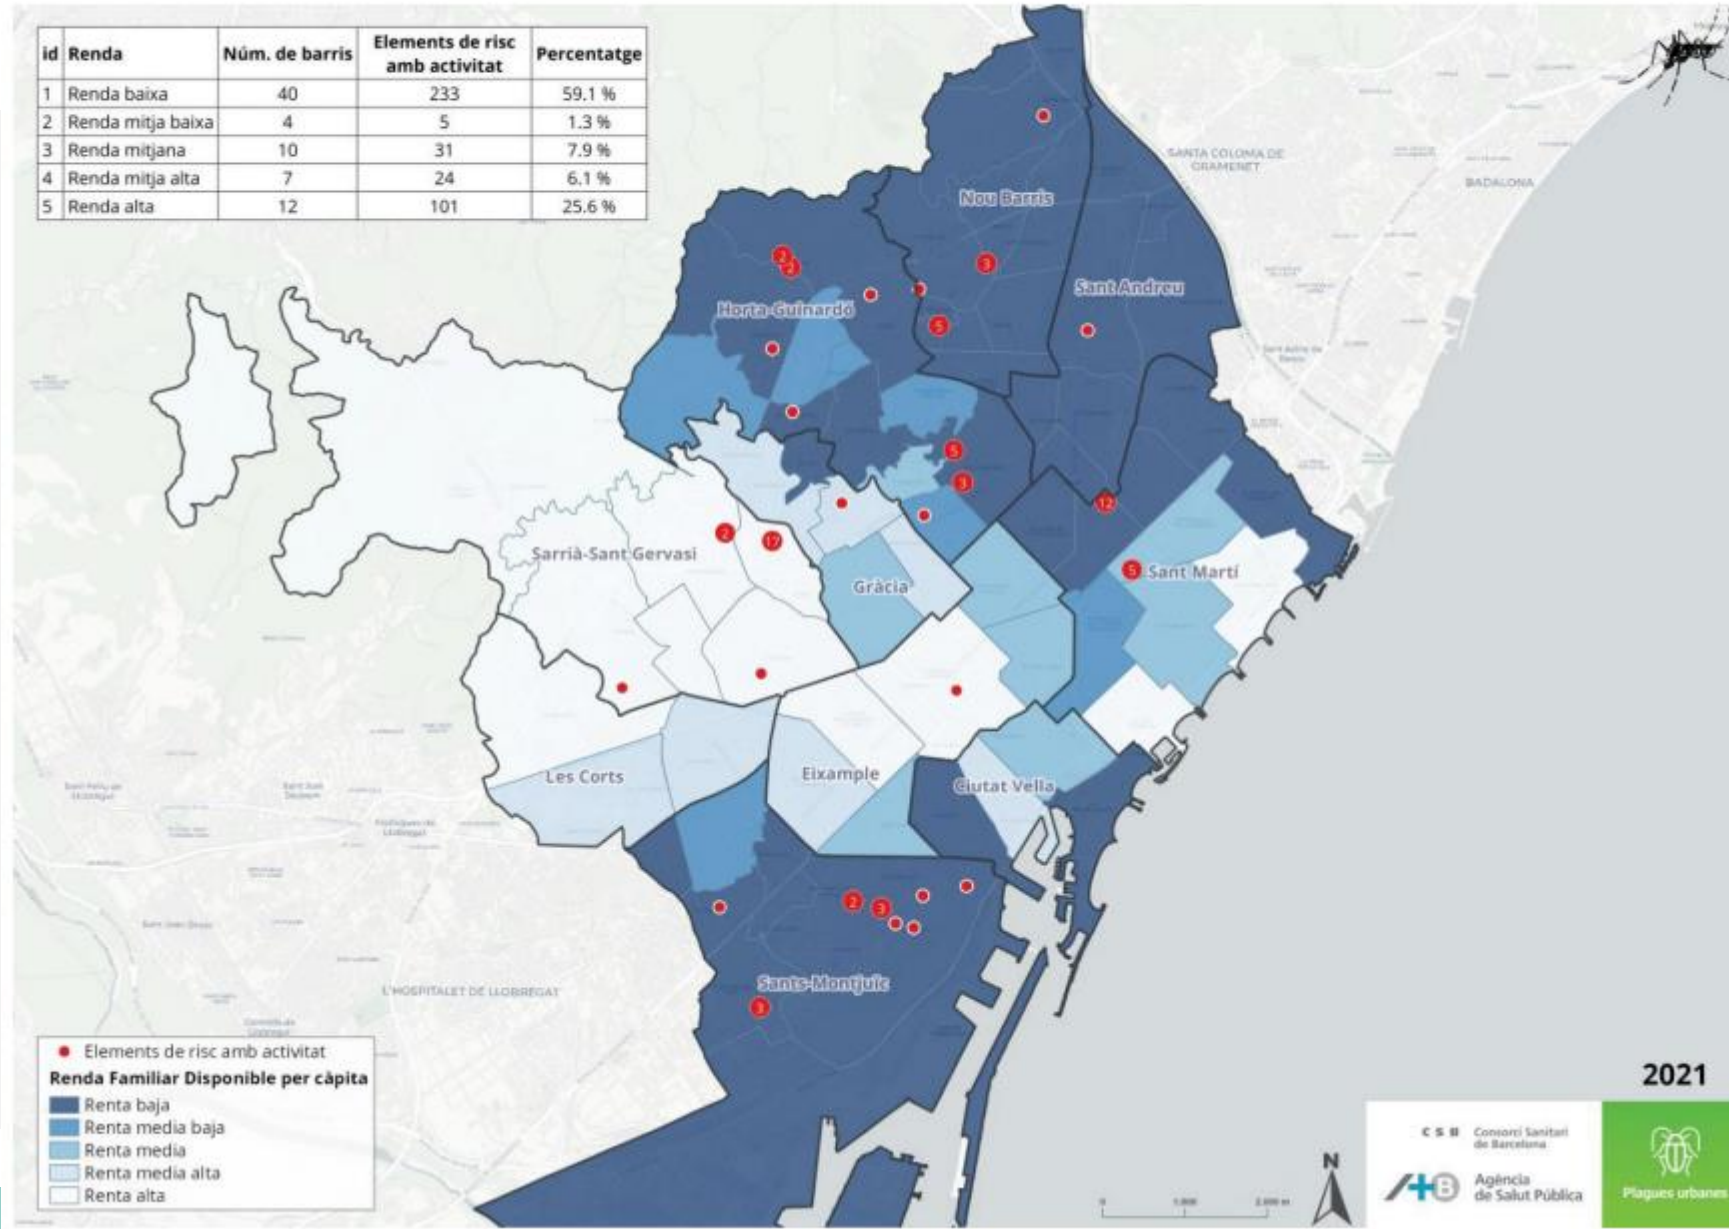 id Renda Núm. de barris Elements de risc amb activitat Percentatge
1 Renda baixa 40 233 59.1 %
2 Renda mitja baixa 4 5 1.3 %
3 Renda mitjana 10 31 7.9 %
4 Renda mitja alta 7 24 6.1 %
5 Renda alta 12 101 25.6 %
SANTA COLOMA DE
GRAMENET
BADALONA
Nou Barris
2
2
3
Sant Andreu
Horta-Guinardó
5
5
3
12
2
17
Sarrià-Sant Gervasi
5
Sant Martí
Gràcia
Les Corts
Eixample
Ciutat Vella
2
3
Sants-Montjuïc
L'HOSPITALET DE LLOBREGAT
3
Elements de risc amb activitat
Renda Familiar Disponible per càpita
Renta baja
Renta media baja
Renta media
Renta media alta
Renta alta
2021
N
CSB Consorci Sanitari
de Barcelona
Agència
de Salut Pública
Plagues urbanes
0 1.000 2.000 m